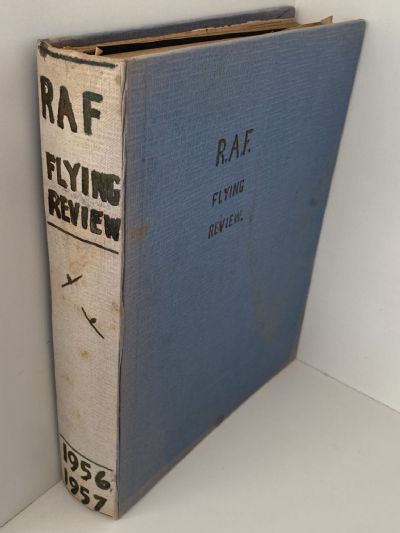 RAF
FLYING
REVIEW
1956
1957
R.A.F.
FLYING
REVIEW.